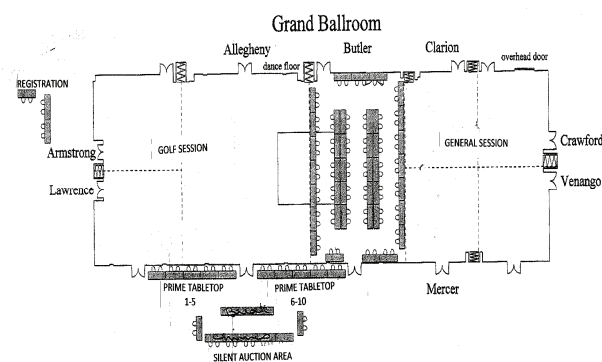 Grand Ballroom
Allegheny
Butler
Clarion
dance floor
overhead door
REGISTRATION
Armstrong
GOLF SESSION
GENERAL SESSION
Crawford
Lawrence
Venango
PRIME TABLETOP
1-5
PRIME TABLETOP
6-10
Mercer
SILENT AUCTION AREA